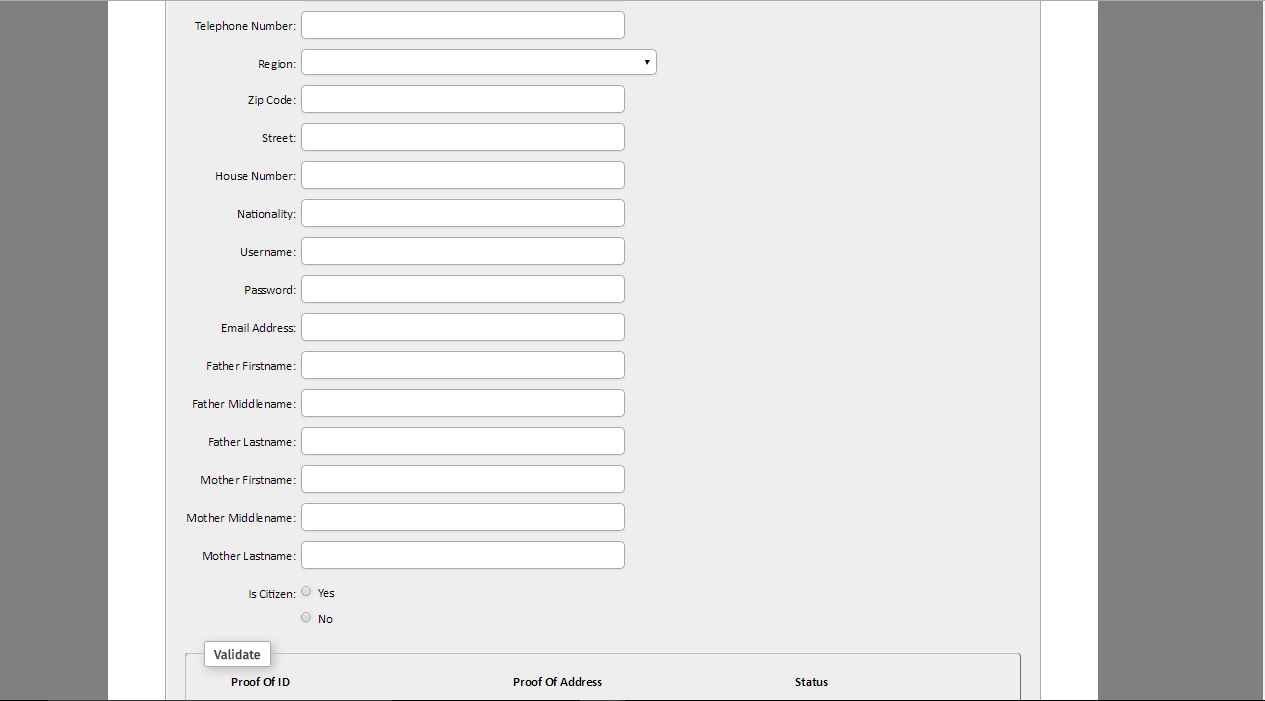 Telephone Number:
Region:
Zip Code:
Street:
House Number:
Nationality:
Username:
Password:
Email Address:
Father Firstname:
Father Middlename:
Father Lastname:
Mother Firstname:
Mother Middlename:
Mother Lastname:
Is Citizen: Yes
No
Validate
Proof Of ID Proof Of Address Status